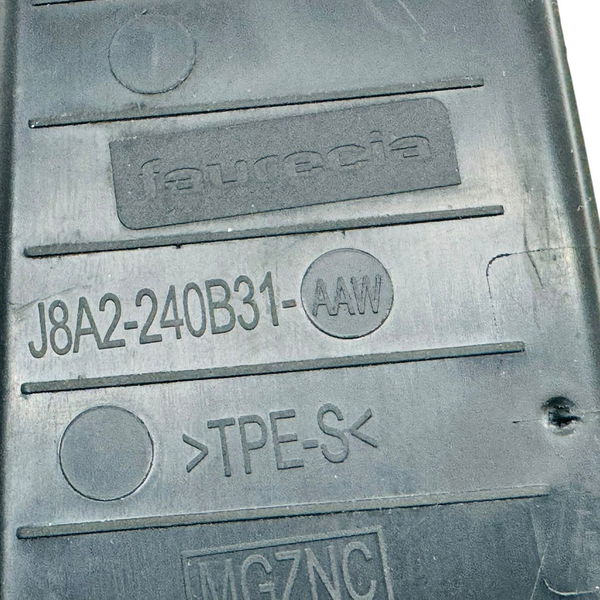 faurecia
J8A2-240B31-AAW
>TPE-S<
MGZNC